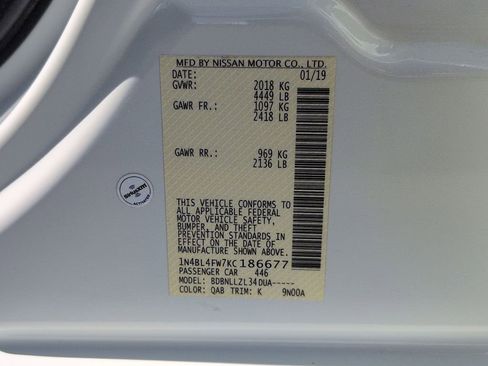 MFD BY NISSAN MOTOR CO., LTD.
DATE: 01/19
GVWR: 2018 KG
4449 LB
GAWR FR: 1097 KG
2418 LB
GAWR RR: 969 KG
2136 LB
THIS VEHICLE CONFORMS TO
ALL APPLICABLE FEDERAL
MOTOR VEHICLE SAFETY,
BUMPER, AND THEFT
PREVENTION STANDARDS IN
EFFECT ON THE DATE OF
MANUFACTURE SHOWN ABOVE.
1N4BL4FW7KC186677
PASSENGER CAR 446
MODEL: BDBNLLZL34DUA-----
COLOR: QAB TRIM: K 9N00A
siriusxm
ACTIVATED